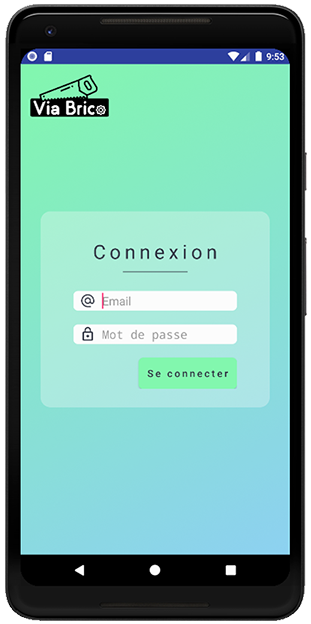 9:53
Via Brico
Connexion
@ Email
Mot de passe
Se connecter